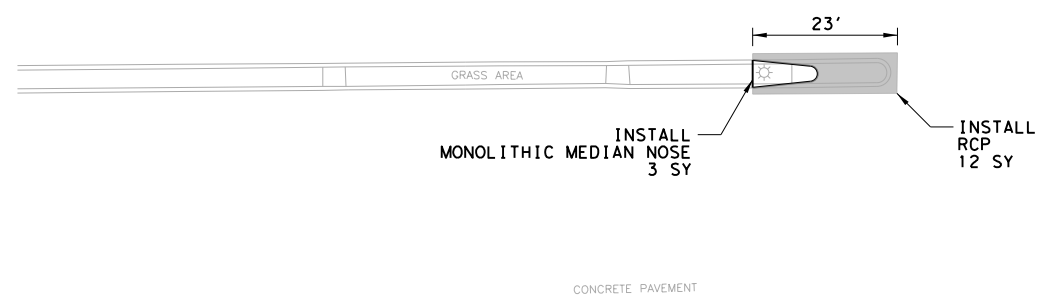 23'
GRASS AREA
INSTALL
MONOLITHIC MEDIAN NOSE
3 SY
INSTALL
RCP
12 SY
CONCRETE PAVEMENT